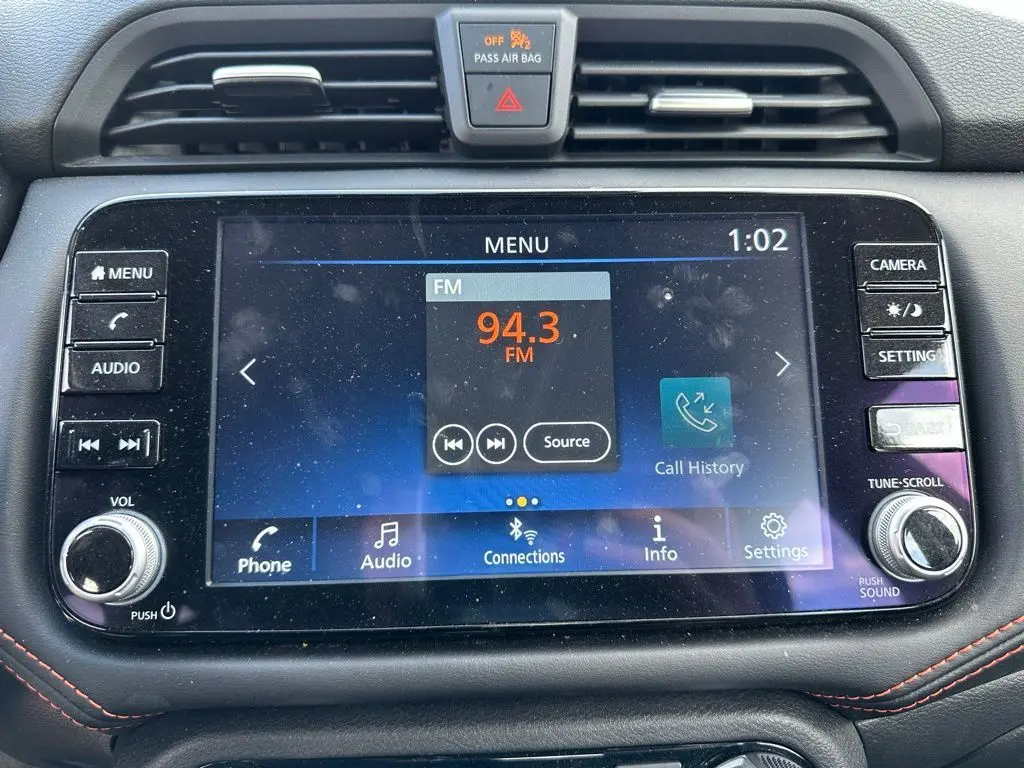 OFF 2
PASS AIR BAG
MENU
1:02
MENU
AUDIO
VOL
PUSH
FM
94.3
FM
Source
Call History
Phone
Audio
Connections
Info
Settings
CAMERA
SETTING
TUNE·SCROLL
PUSH
SOUND